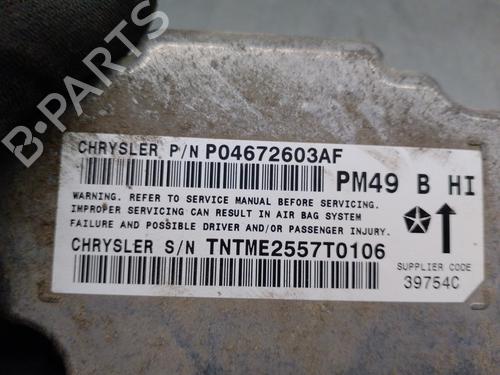 B-PARTS
CHRYSLER P/N P04672603AF
PM49 B HI
WARNING. REFER TO SERVICE MANUAL BEFORE SERVICING.
IMPROPER SERVICING CAN RESULT IN AIR BAG SYSTEM
FAILURE AND POSSIBLE DRIVER AND/OR PASSENGER INJURY.
CHRYSLER S/N TNTME2557T0106
SUPPLIER CODE
39754C